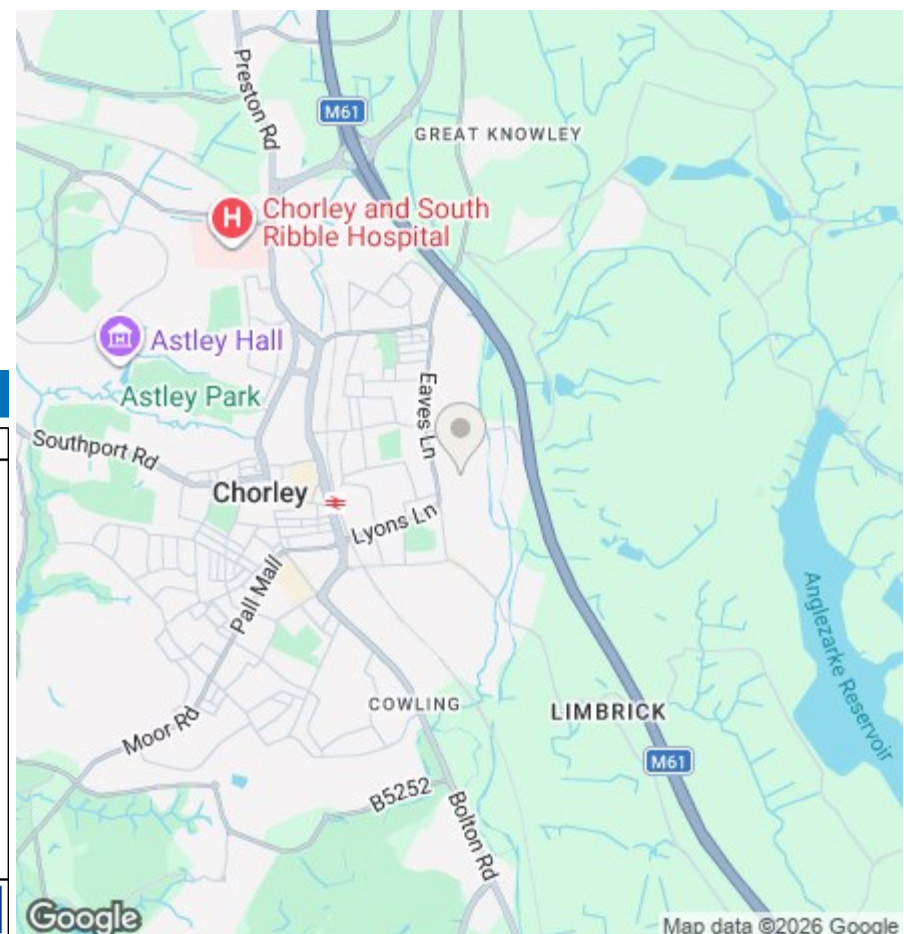 Preston Rd
M61
GREAT KNOWLEY
H
Chorley and South
Ribble Hospital
Astley Hall
Astley Park
Eaves Ln
Southport Rd
Chorley
Lyons Ln
Pall Mall
Anglezarke Reservoir
COWLING
LIMBRICK
Moor Rd
M61
B5252
Bolton Rd
Google
Map data ©2026 Google